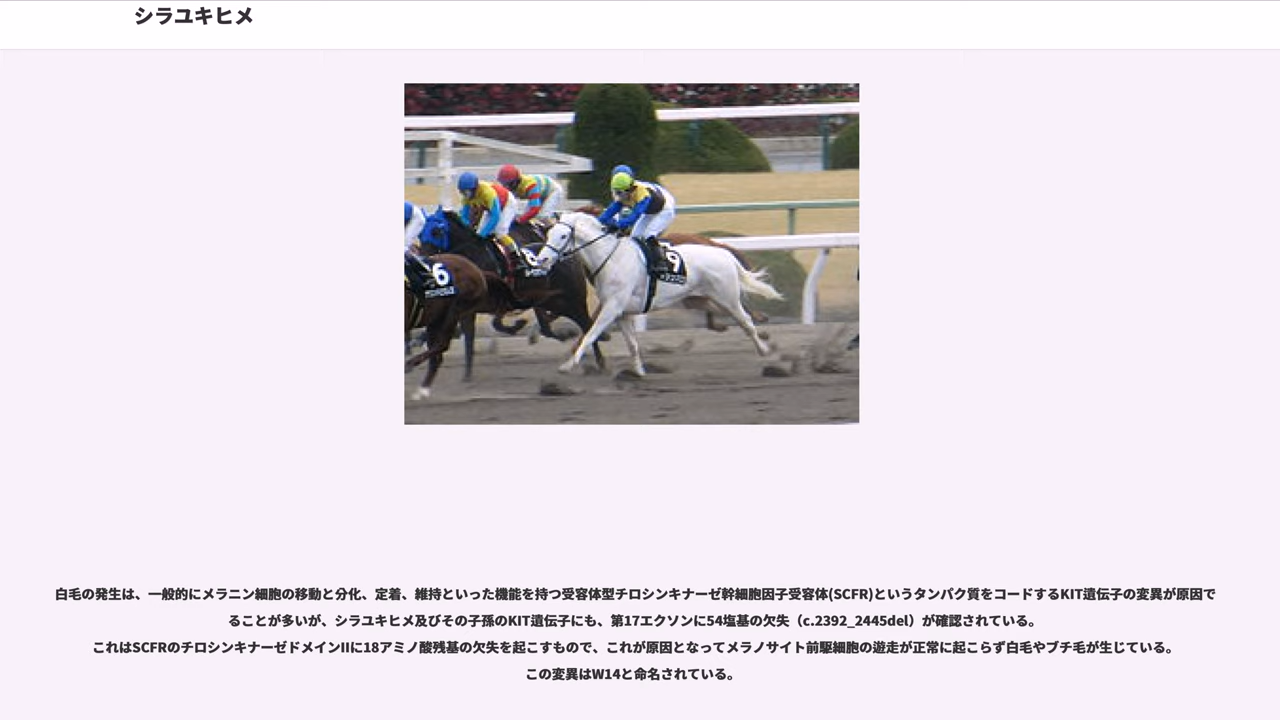 シラユキヒメ
6
8
9
白毛の発生は、一般的にメラニン細胞の移動と分化、定着、維持といった機能を持つ受容体型チロシンキナーゼ幹細胞因子受容体(SCFR)というタンパク質をコードするKIT遺伝子の変異が原因で
ることが多いが、シラユキヒメ及びその子孫のKIT遺伝子にも、第17エクソンに54塩基の欠失（c.2392_2445del）が確認されている。
これはSCFRのチロシンキナーゼドメインIIに18アミノ酸残基の欠失を起こすもので、これが原因となってメラノサイト前駆細胞の遊走が正常に起こらず白毛やブチ毛が生じている。
この変異はW14と命名されている。